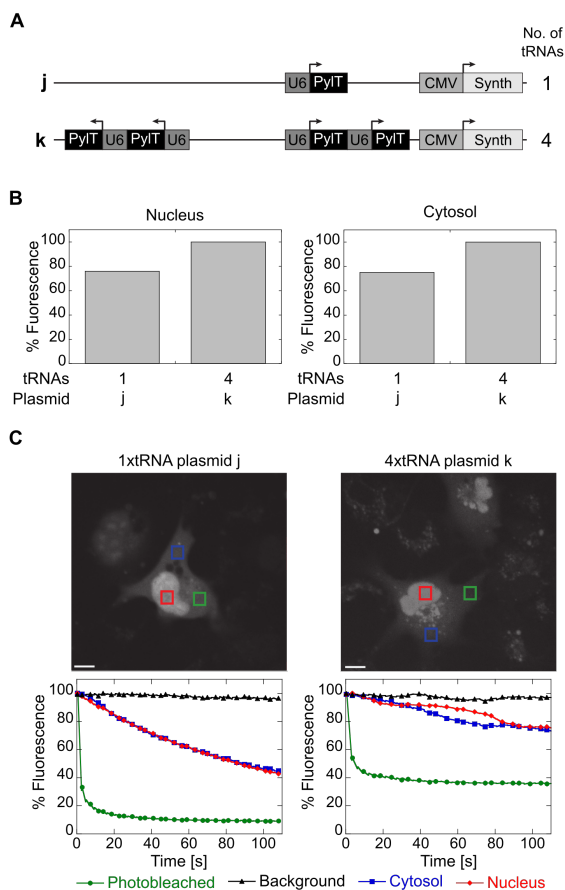 A
No. of
tRNAs
j U6 PylT CMV Synth 1
k PylT U6 PylT U6 U6 PylT U6 PylT CMV Synth 4
B
Nucleus Cytosol
% Fluorescence % Fluorescence
100 100
80 80
60 60
40 40
20 20
0 0
tRNAs 1 4 tRNAs 1 4
Plasmid j k Plasmid j k
C
1xtRNA plasmid j 4xtRNA plasmid k
% Fluorescence % Fluorescence
100 100
80 80
60 60
40 40
20 20
0 0
0 20 40 60 80 100 0 20 40 60 80 100
Time [s] Time [s]
Photobleached Background Cytosol Nucleus